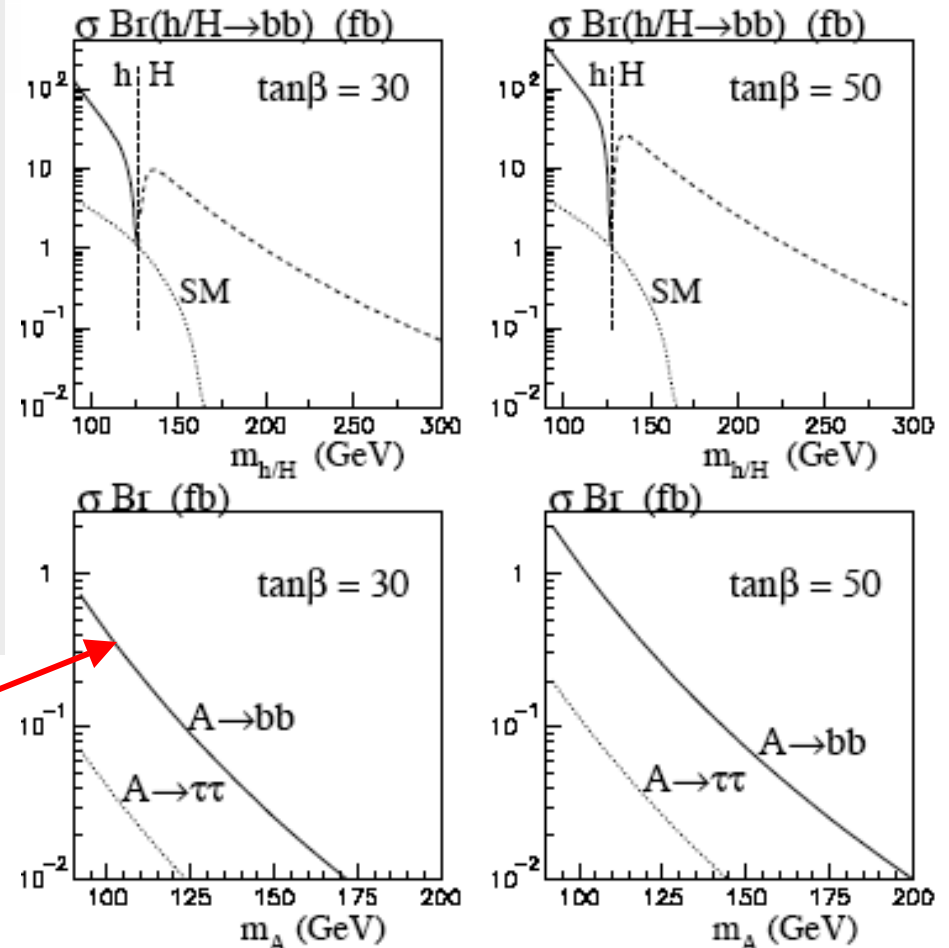 σ Br(h/H→bb) (fb)
h H
tanβ = 30
10²
10
1
10⁻¹
10⁻²
SM
100 150 200 250 300
m_h/H (GeV)
σ Br(h/H→bb) (fb)
h H
tanβ = 50
10²
10
1
10⁻¹
10⁻²
SM
100 150 200 250 300
m_h/H (GeV)
σ Br (fb)
tanβ = 30
1
10⁻¹
10⁻²
A→bb
A→ττ
100 125 150 175 200
m_A (GeV)
σ Br (fb)
tanβ = 50
1
10⁻¹
10⁻²
A→bb
A→ττ
100 125 150 175 200
m_A (GeV)